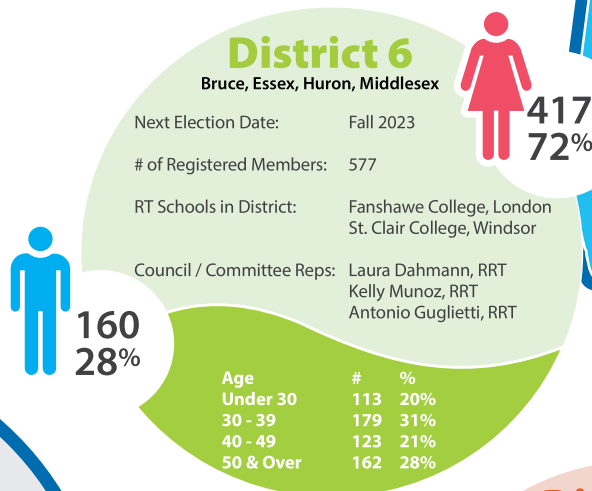 District 6
Bruce, Essex, Huron, Middlesex
417
72%
Next Election Date: Fall 2023
# of Registered Members: 577
RT Schools in District: Fanshawe College, London
St. Clair College, Windsor
Council / Committee Reps: Laura Dahmann, RRT
Kelly Munoz, RRT
Antonio Guglietti, RRT
160
28%
Age # %
Under 30 113 20%
30 - 39 179 31%
40 - 49 123 21%
50 & Over 162 28%